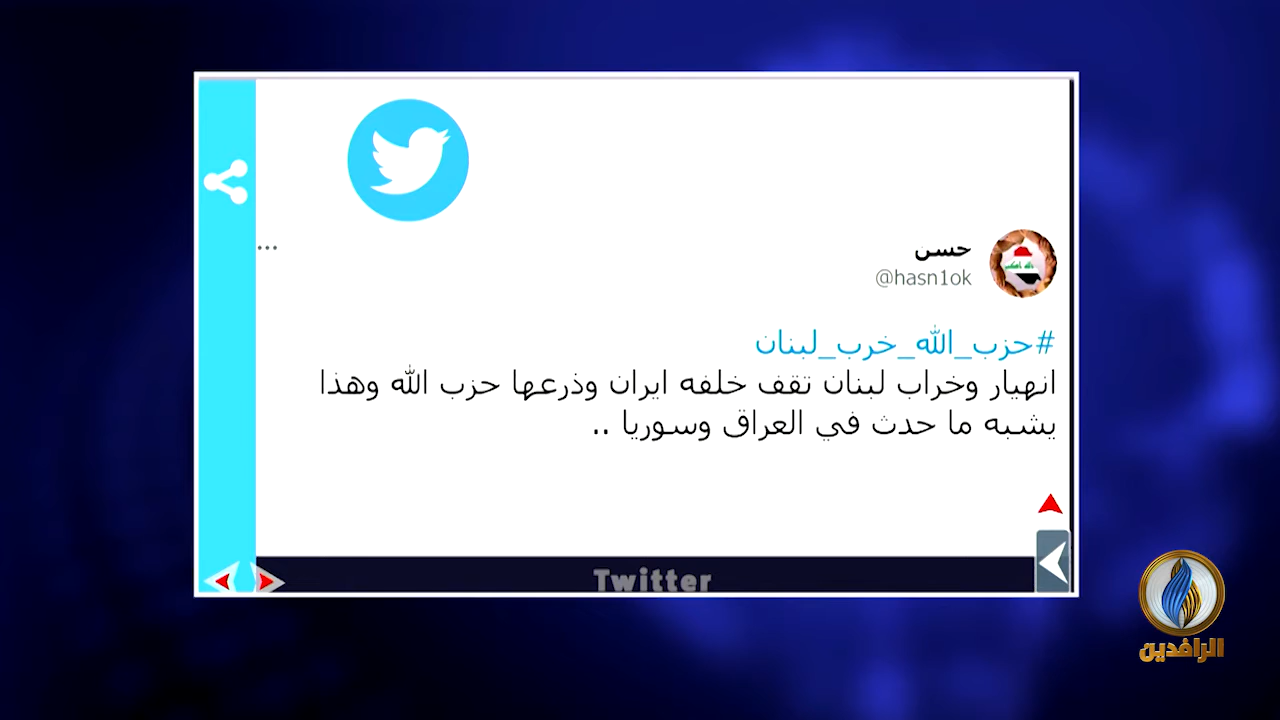 حسن
@hasn1ok
#حزب_الله_خرب_لبنان
انهيار وخراب لبنان تقف خلفه ايران وذرعها حزب الله وهذا
يشبه ما حدث في العراق وسوريا ..
Twitter
الرافدين